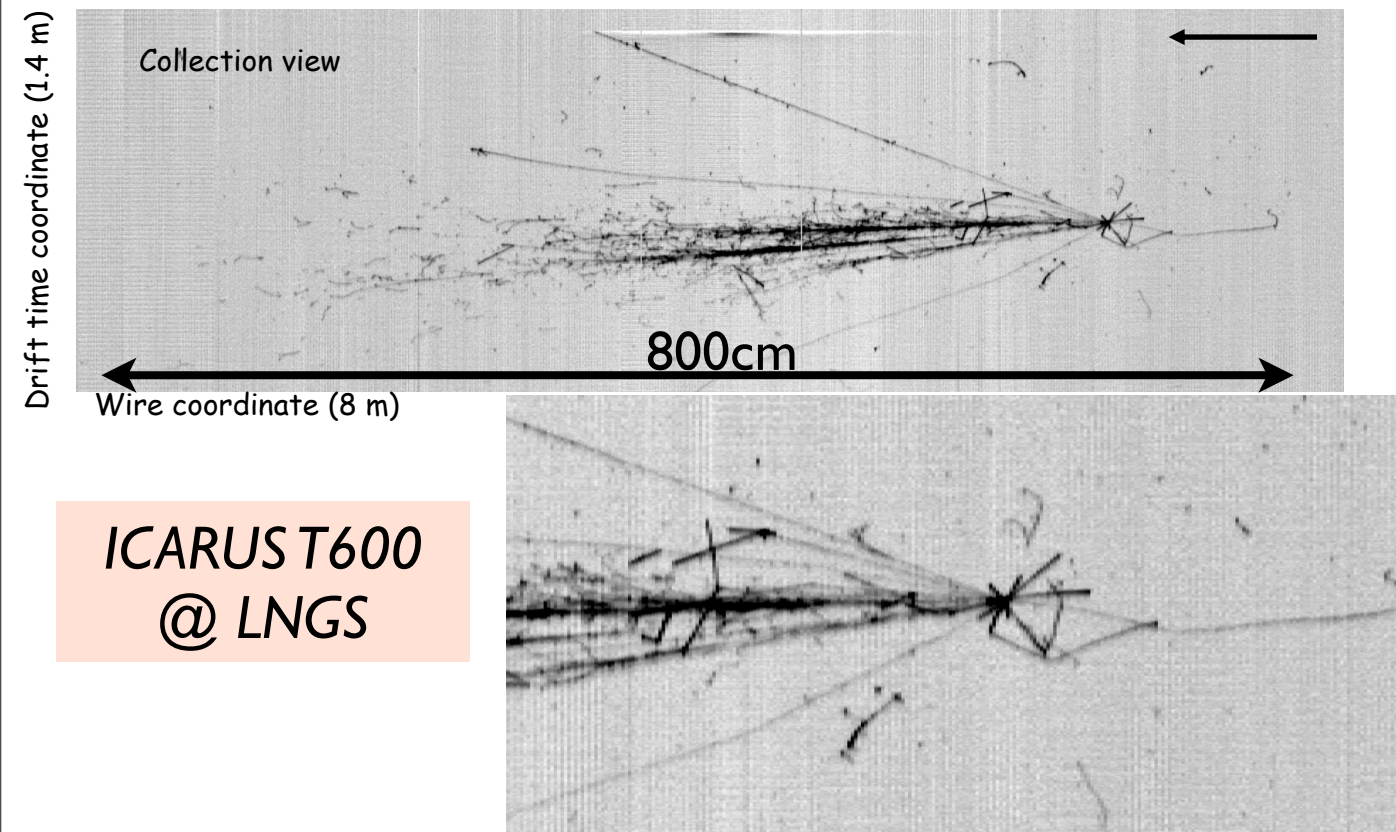 Drift time coordinate (1.4 m)
Collection view
800cm
Wire coordinate (8 m)
ICARUS T600
@ LNGS